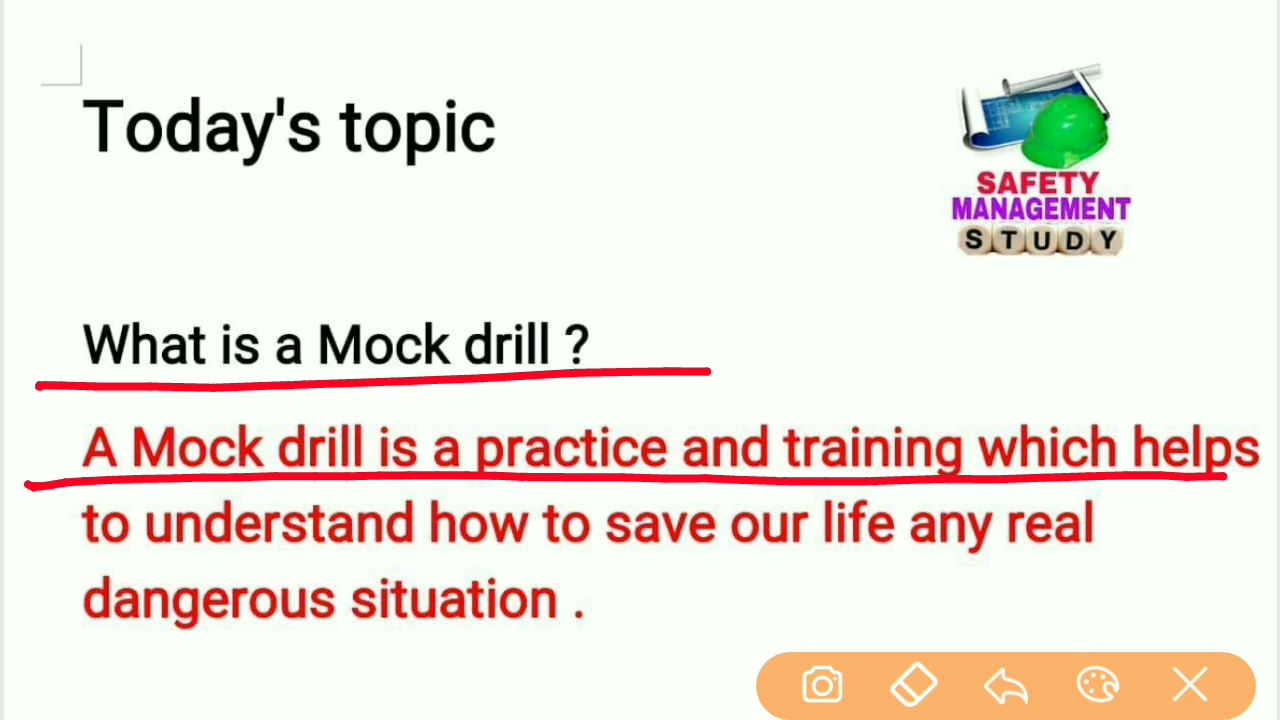 Today's topic
SAFETY
MANAGEMENT
STUDY
What is a Mock drill ?
A Mock drill is a practice and training which helps
to understand how to save our life any real
dangerous situation .